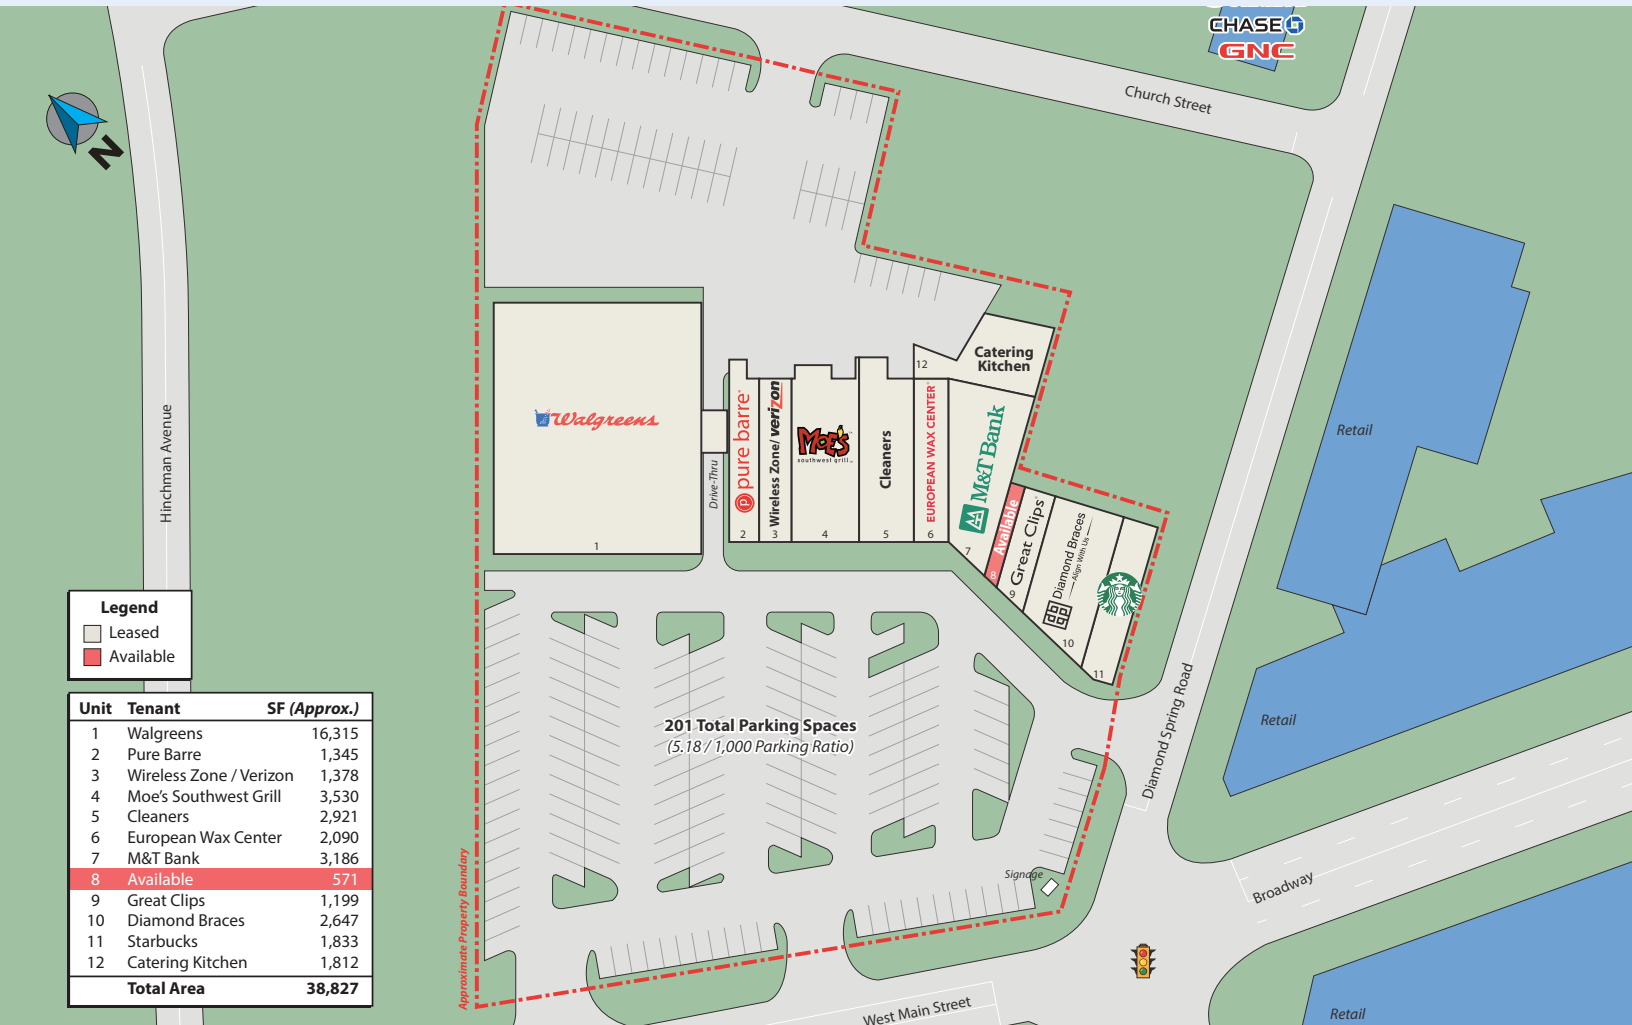 CHASE
GNC
Church Street
N
Hinchman Avenue
Walgreens
1
Drive-Thru
pure barre
2
Wireless Zone/ verizon
3
MOE'S
southwest grill
4
Cleaners
5
EUROPEAN WAX CENTER
6
12
Catering
Kitchen
M&T Bank
7
Available
8
Great Clips
9
Diamond Braces
Align With Us
10
11
Retail
Retail
Retail
Diamond Spring Road
Broadway
West Main Street
Signage
201 Total Parking Spaces
(5.18 / 1,000 Parking Ratio)
Approximate Property Boundary
Legend
Leased
Available
Unit Tenant SF (Approx.)
1 Walgreens 16,315
2 Pure Barre 1,345
3 Wireless Zone / Verizon 1,378
4 Moe's Southwest Grill 3,530
5 Cleaners 2,921
6 European Wax Center 2,090
7 M&T Bank 3,186
8 Available 571
9 Great Clips 1,199
10 Diamond Braces 2,647
11 Starbucks 1,833
12 Catering Kitchen 1,812
Total Area 38,827